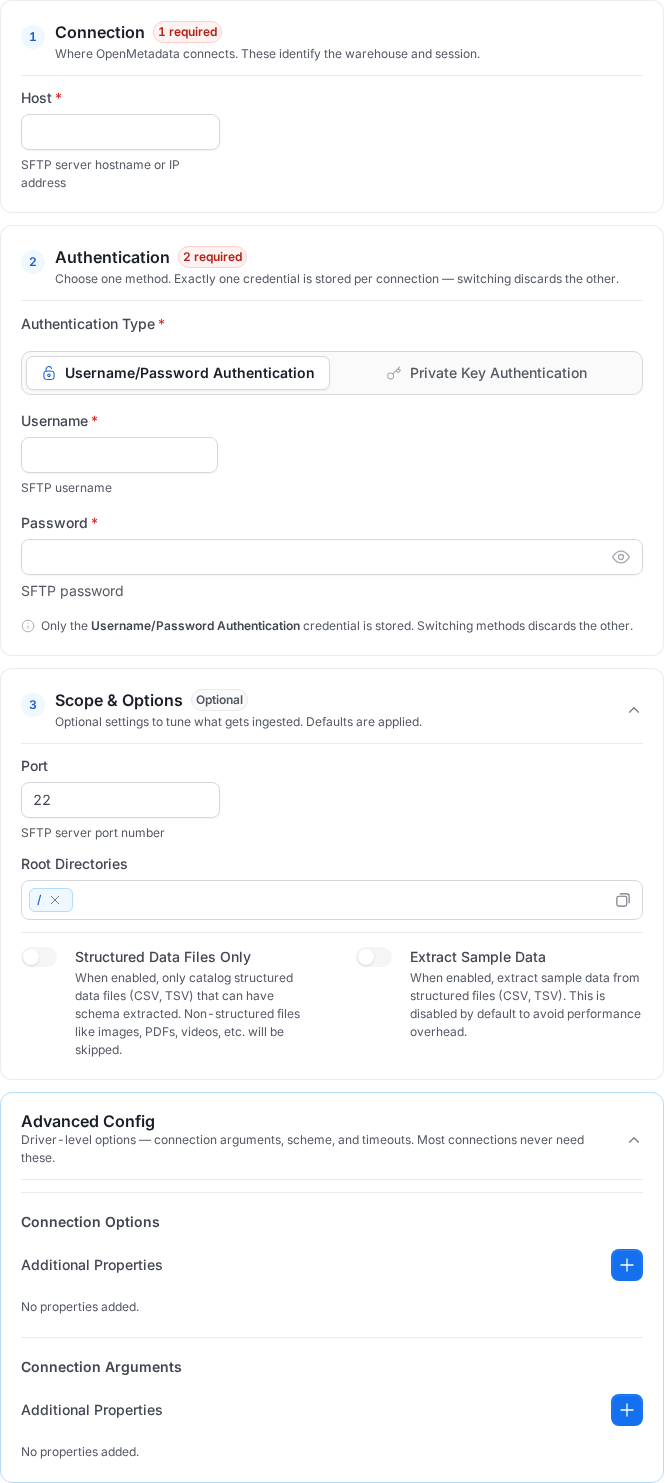 1
Connection 1 required
Where OpenMetadata connects. These identify the warehouse and session.
Host *
SFTP server hostname or IP
address
2
Authentication 2 required
Choose one method. Exactly one credential is stored per connection — switching discards the other.
Authentication Type *
Username/Password Authentication Private Key Authentication
Username *
SFTP username
Password *
SFTP password
Only the Username/Password Authentication credential is stored. Switching methods discards the other.
3
Scope & Options Optional
Optional settings to tune what gets ingested. Defaults are applied.
Port
22
SFTP server port number
Root Directories
/
Structured Data Files Only
When enabled, only catalog structured
data files (CSV, TSV) that can have
schema extracted. Non-structured files
like images, PDFs, videos, etc. will be
skipped.
Extract Sample Data
When enabled, extract sample data from
structured files (CSV, TSV). This is
disabled by default to avoid performance
overhead.
Advanced Config
Driver-level options — connection arguments, scheme, and timeouts. Most connections never need
these.
Connection Options
Additional Properties
No properties added.
Connection Arguments
Additional Properties
No properties added.